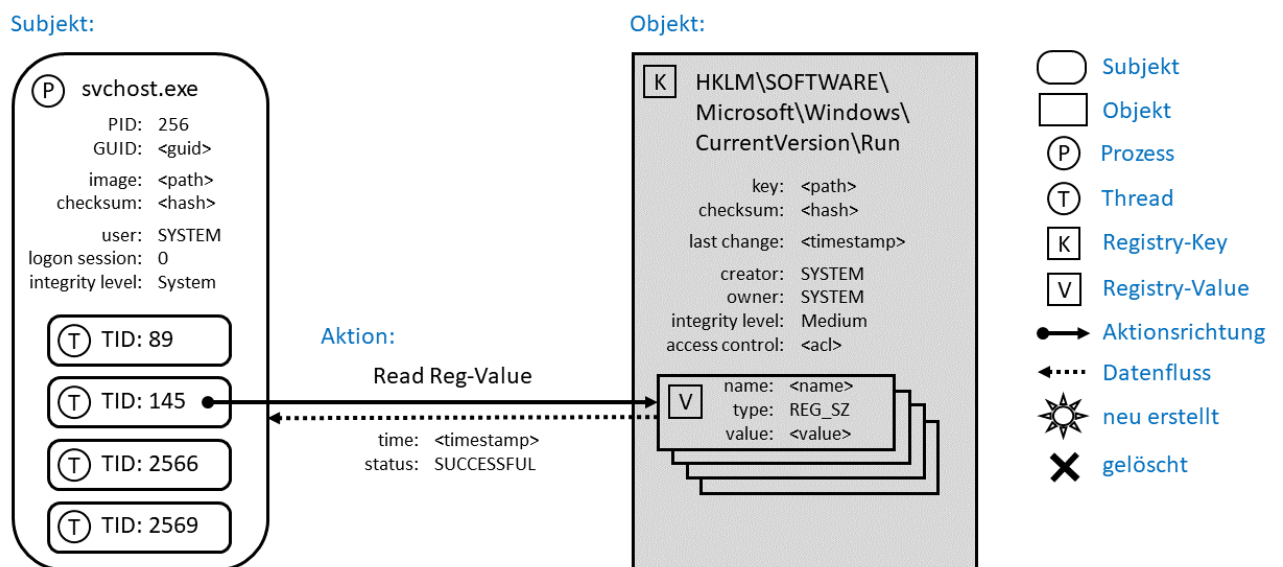 Subjekt:
P svchost.exe
PID: 256
GUID: <guid>
image: <path>
checksum: <hash>
user: SYSTEM
logon session: 0
integrity level: System
T TID: 89
T TID: 145
T TID: 2566
T TID: 2569
Aktion:
Read Reg-Value
time: <timestamp>
status: SUCCESSFUL
Objekt:
K HKLM\SOFTWARE\
Microsoft\Windows\
CurrentVersion\Run
key: <path>
checksum: <hash>
last change: <timestamp>
creator: SYSTEM
owner: SYSTEM
integrity level: Medium
access control: <acl>
V
name: <name>
type: REG_SZ
value: <value>
Subjekt
Objekt
P Prozess
T Thread
K Registry-Key
V Registry-Value
Aktionsrichtung
Datenfluss
neu erstellt
gelöscht